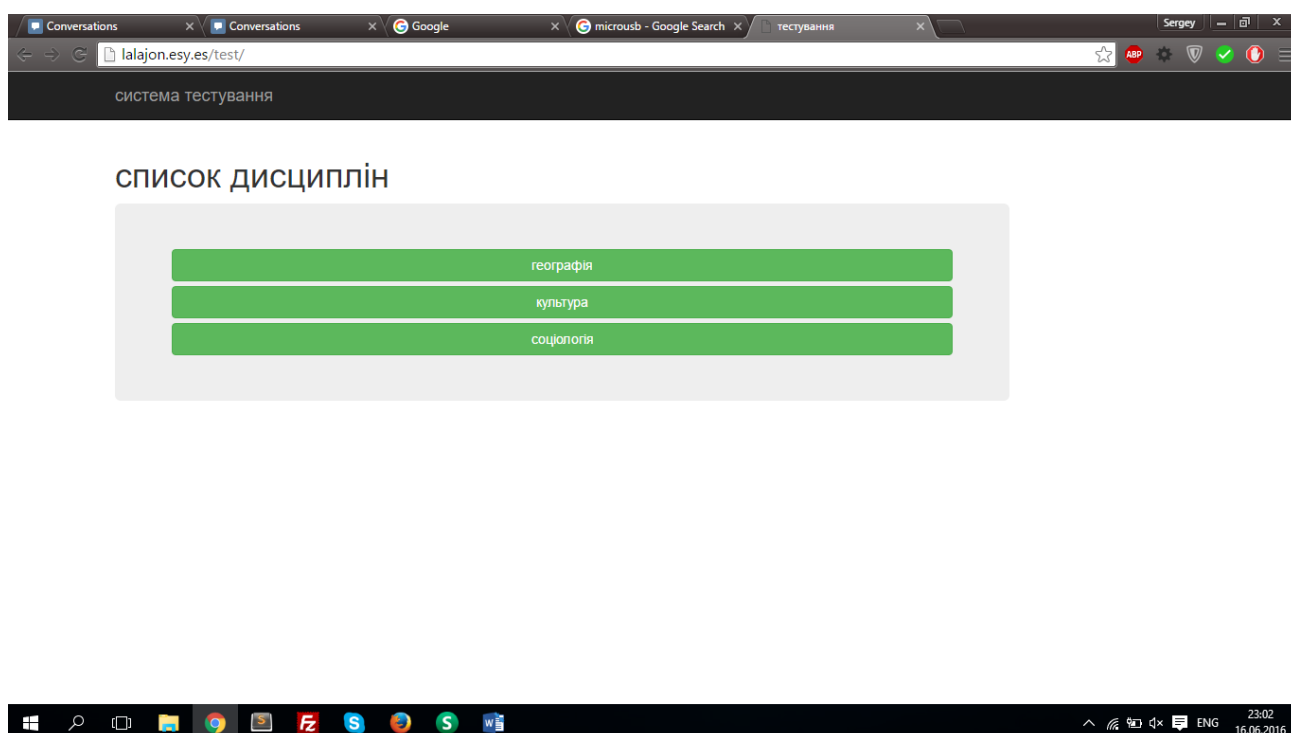 Conversations
Conversations
Google
microusb - Google Search
тестування
Sergey
lalajon.esy.es/test/
ABP
система тестування
список дисциплін
географія
культура
соціологія
ENG
23:02
16.06.2016